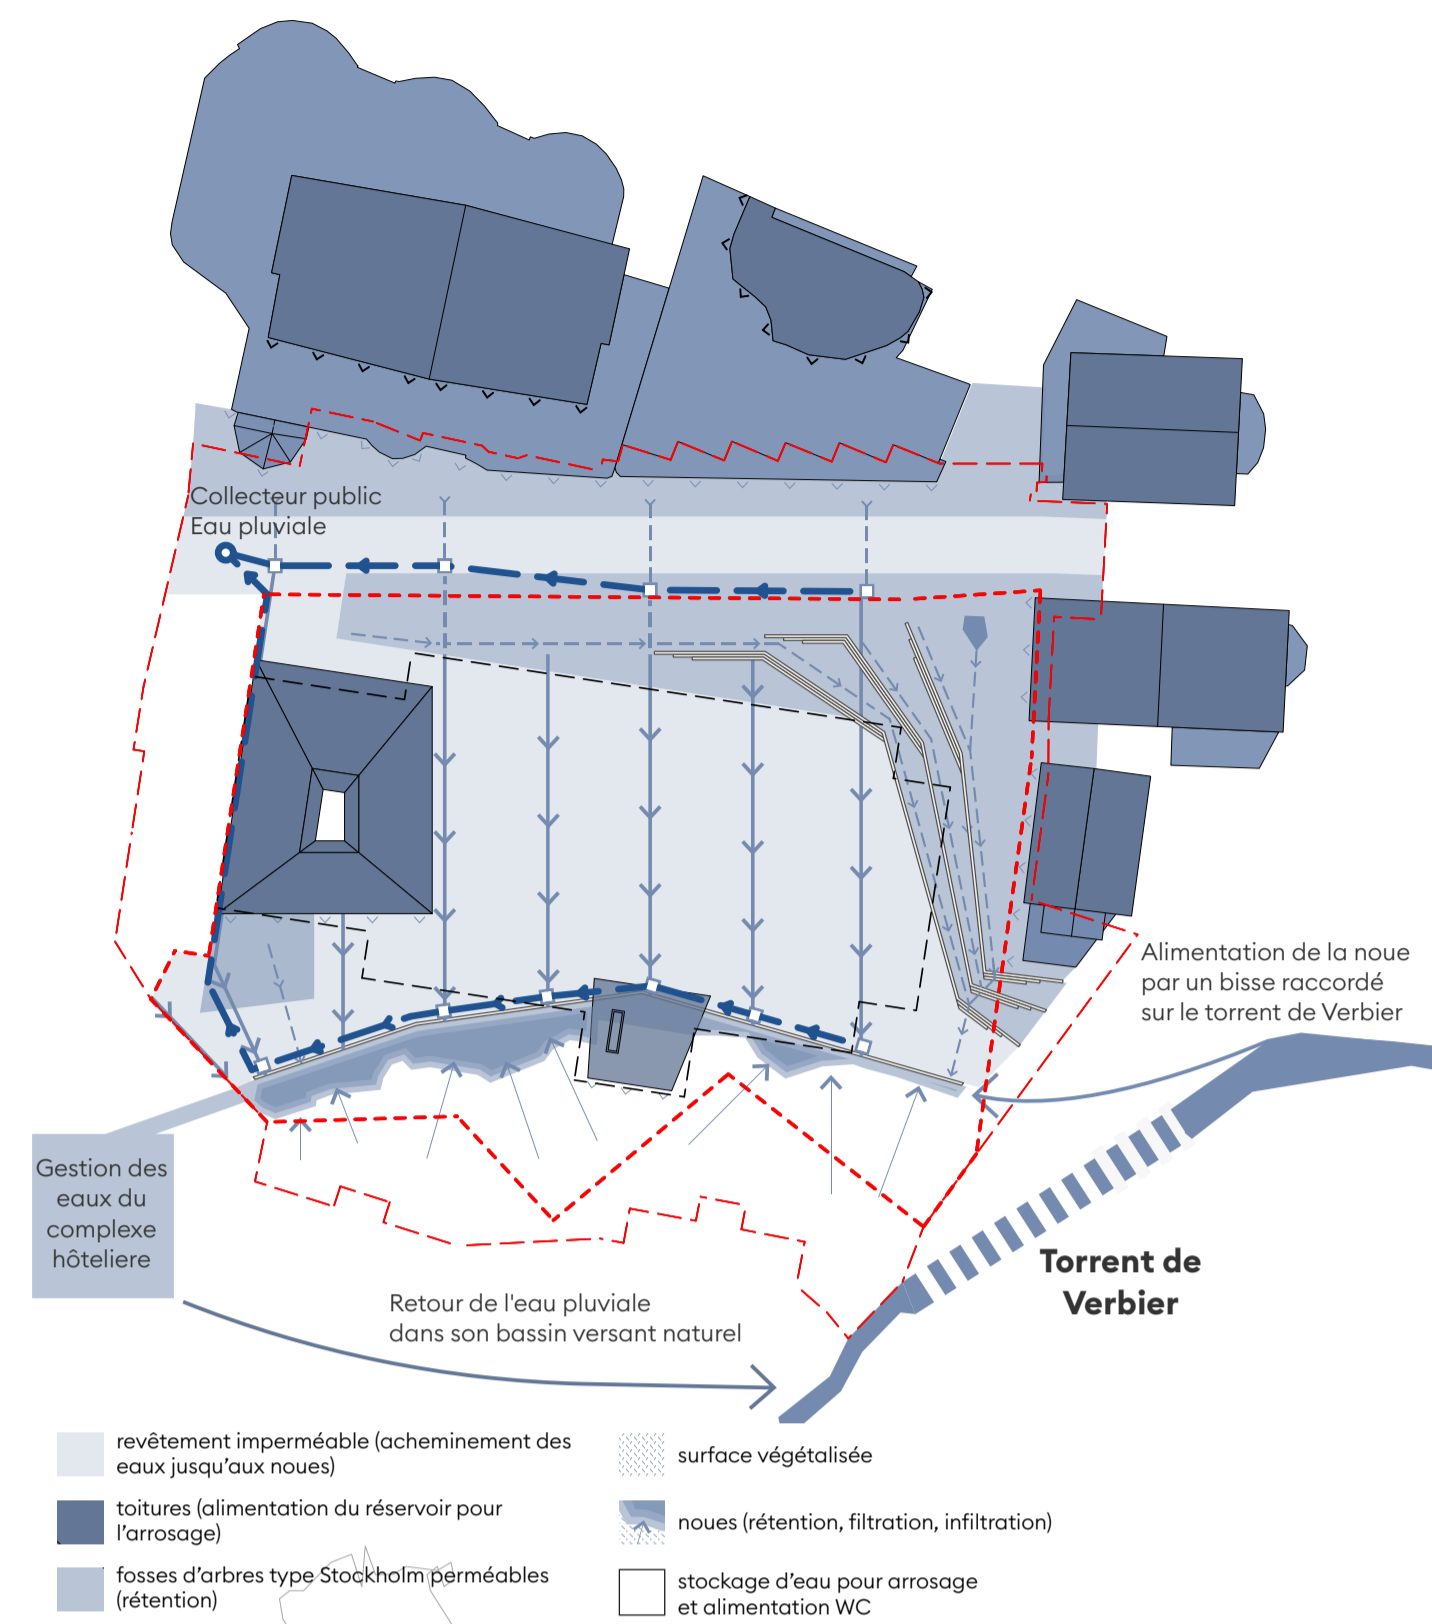 Collecteur public
Eau pluviale
Alimentation de la noue
par un bisse raccordé
sur le torrent de Verbier
Gestion des
eaux du
complexe
hôteliere
Torrent de
Verbier
Retour de l'eau pluviale
dans son bassin versant naturel
revêtement imperméable (acheminement des
eaux jusqu'aux noues)
toitures (alimentation du réservoir pour
l'arrosage)
fosses d'arbres type Stockholm perméables
(rétention)
surface végétalisée
noues (rétention, filtration, infiltration)
stockage d'eau pour arrosage
et alimentation WC